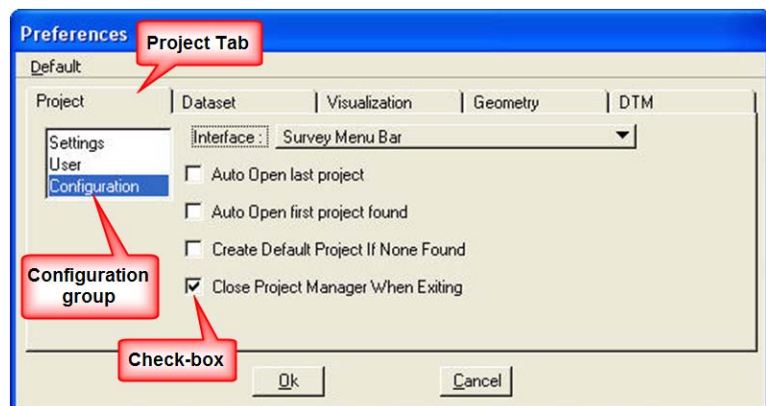 Preferences
Project Tab
Default
Project Dataset Visualization Geometry DTM
Settings
User
Configuration
Interface : Survey Menu Bar
Auto Open last project
Auto Open first project found
Create Default Project If None Found
Close Project Manager When Exiting
Configuration
group
Check-box
Ok Cancel